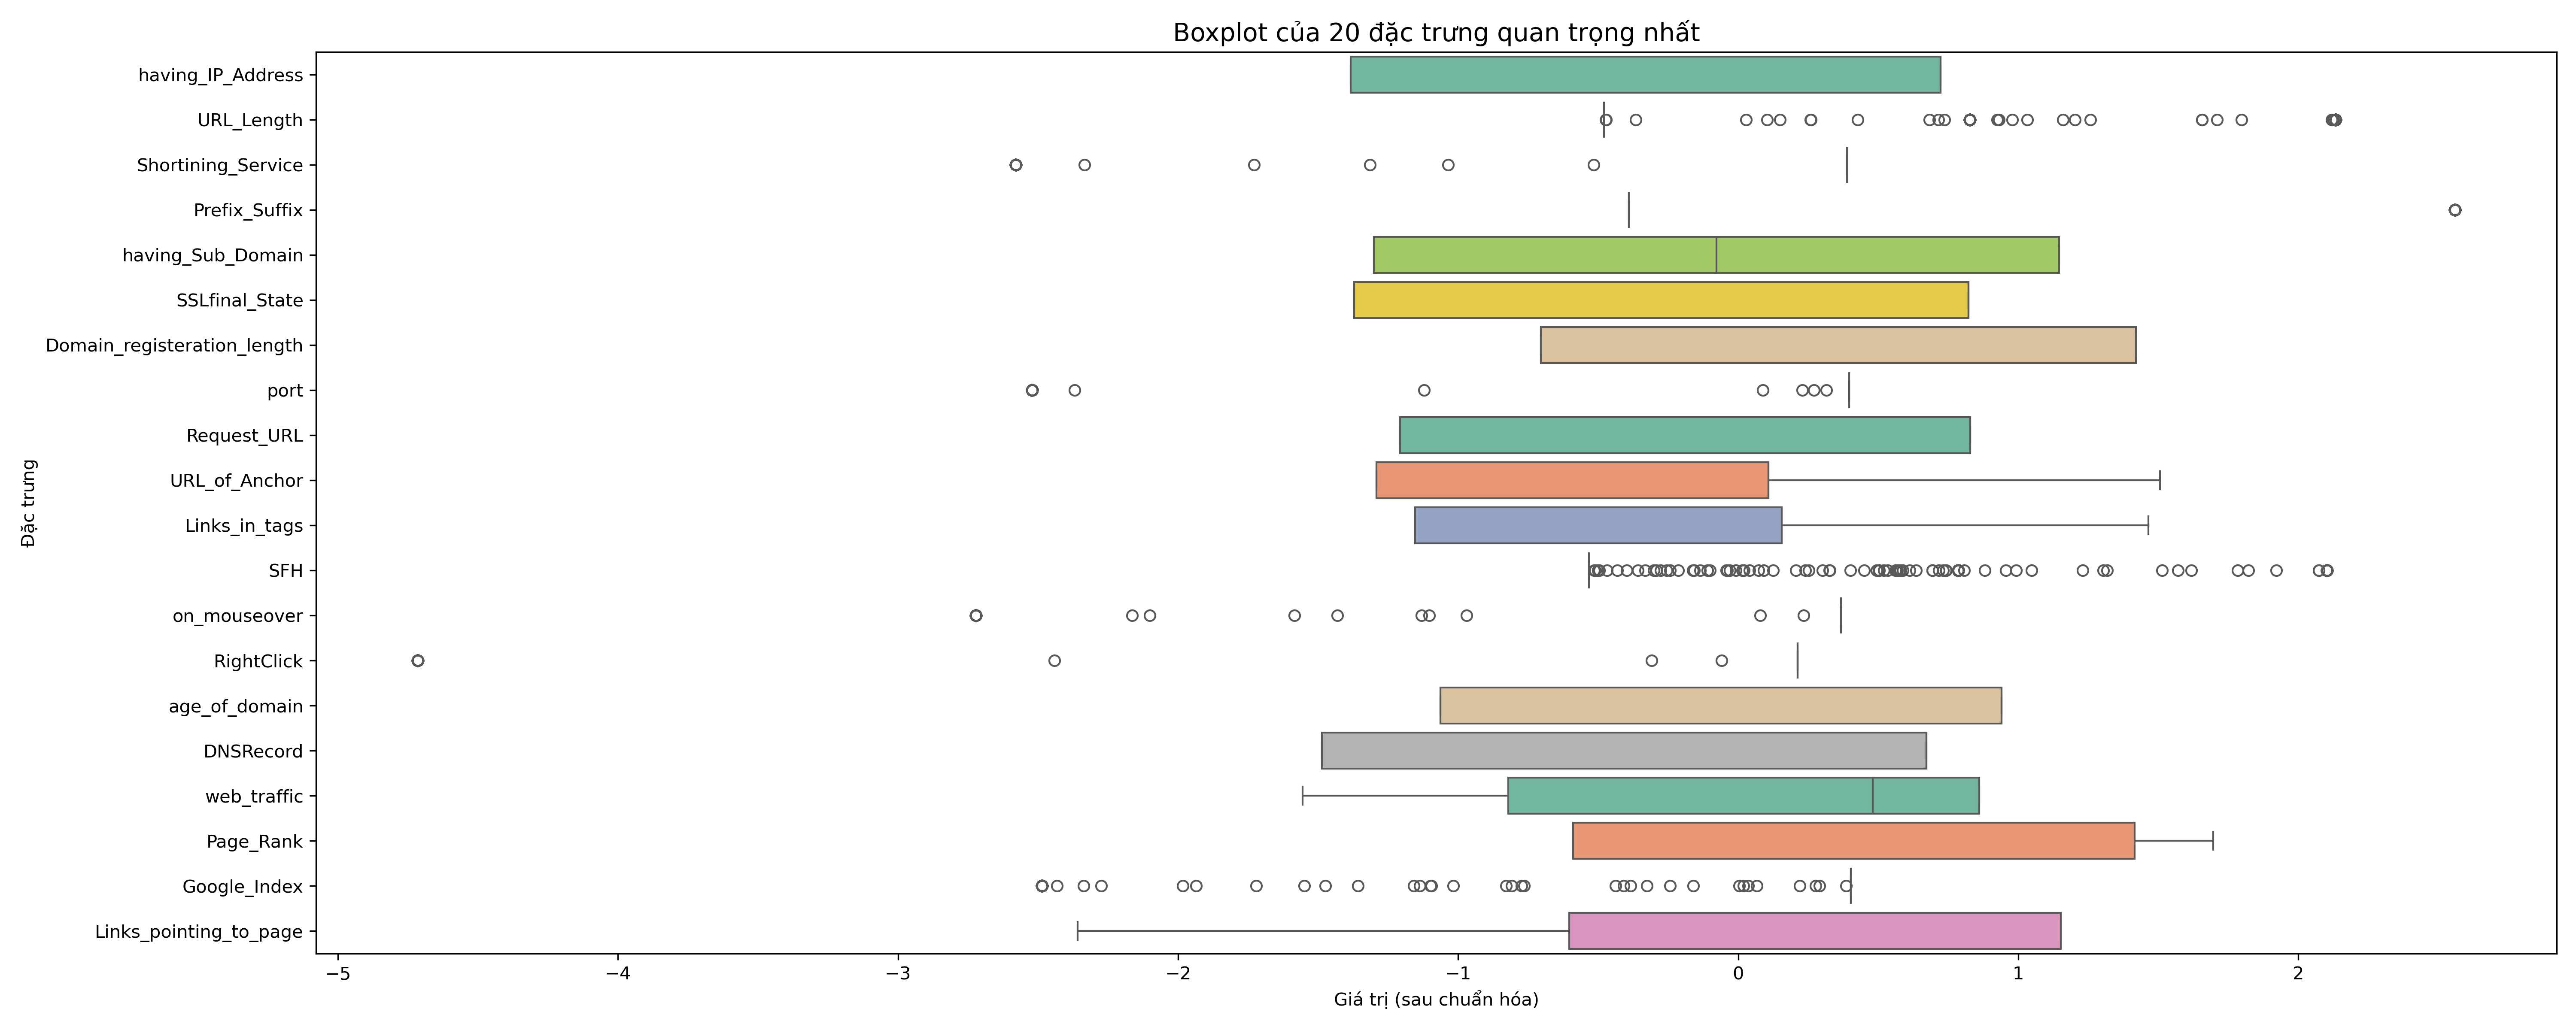 Boxplot của 20 đặc trưng quan trọng nhất
having_IP_Address
URL_Length
Shortining_Service
Prefix_Suffix
having_Sub_Domain
SSLfinal_State
Domain_registeration_length
port
Request_URL
URL_of_Anchor
Links_in_tags
SFH
on_mouseover
RightClick
age_of_domain
DNSRecord
web_traffic
Page_Rank
Google_Index
Links_pointing_to_page
Đặc trưng
−5 −4 −3 −2 −1 0 1 2
Giá trị (sau chuẩn hóa)